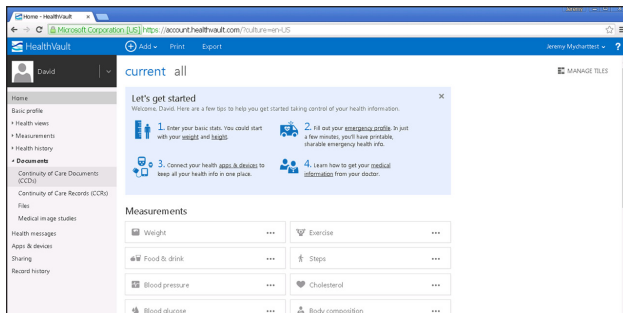 Home - HealthVault
Microsoft Corporation [US] https://account.healthvault.com/?culture=en-US
HealthVault
Add
Print
Export
Jeremy Mycharttest
?
David
current all
MANAGE TILES
Home
Basic profile
Health views
Measurements
Health history
Documents
Continuity of Care Documents
(CCDs)
Continuity of Care Records (CCRs)
Files
Medical image studies
Health messages
Apps & devices
Sharing
Record history
Let's get started
Welcome, David. Here are a few tips to help you get started taking control of your health information.
1. Enter your basic stats. You could start
with your weight and height.
2. Fill out your emergency profile. In just
a few minutes, you'll have printable,
sharable emergency health info.
3. Connect your health apps & devices to
keep all your health info in one place.
4. Learn how to get your medical
information from your doctor.
Measurements
Weight
Exercise
Food & drink
Steps
Blood pressure
Cholesterol
Blood glucose
Body composition